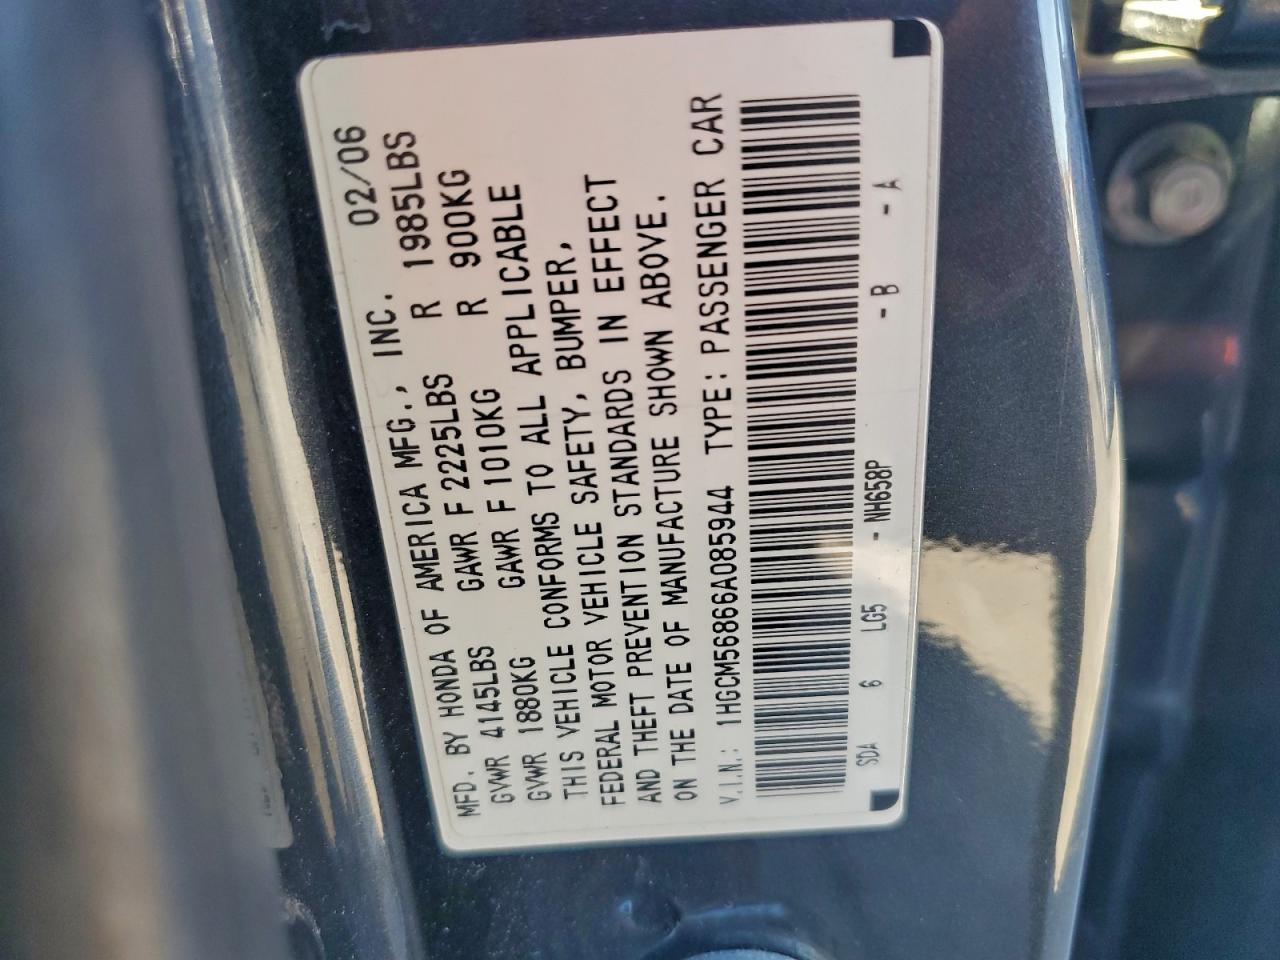 MFD. BY HONDA OF AMERICA MFG., INC. 02/06
GVWR 4145LBS GAWR F 2225LBS R 1985LBS
GVWR 1880KG GAWR F 1010KG R 900KG
THIS VEHICLE CONFORMS TO ALL APPLICABLE
FEDERAL MOTOR VEHICLE SAFETY, BUMPER,
AND THEFT PREVENTION STANDARDS IN EFFECT
ON THE DATE OF MANUFACTURE SHOWN ABOVE.
V.I.N.: 1HGCM56866A085944 TYPE: PASSENGER CAR
SDA 6 LG5 - NH658P - B - A